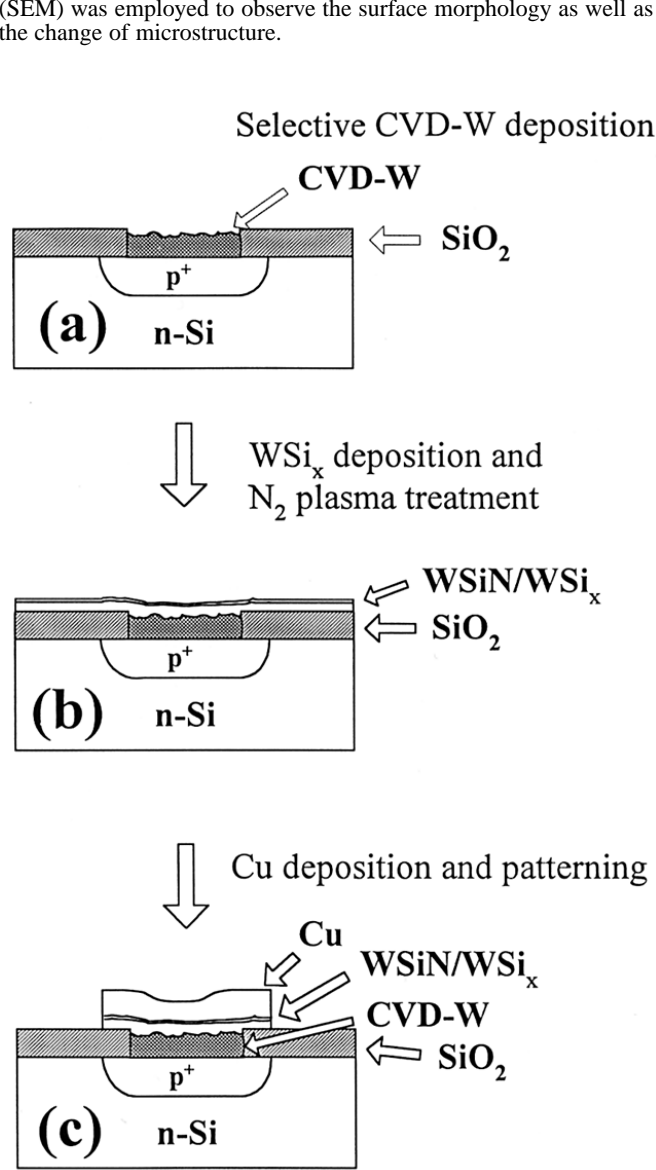 (SEM) was employed to observe the surface morphology as well as
the change of microstructure.
Selective CVD-W deposition
CVD-W
SiO₂
p⁺
(a)
n-Si
WSiₓ deposition and
N₂ plasma treatment
WSiN/WSiₓ
SiO₂
p⁺
(b)
n-Si
Cu deposition and patterning
Cu
WSiN/WSiₓ
CVD-W
SiO₂
p⁺
(c)
n-Si